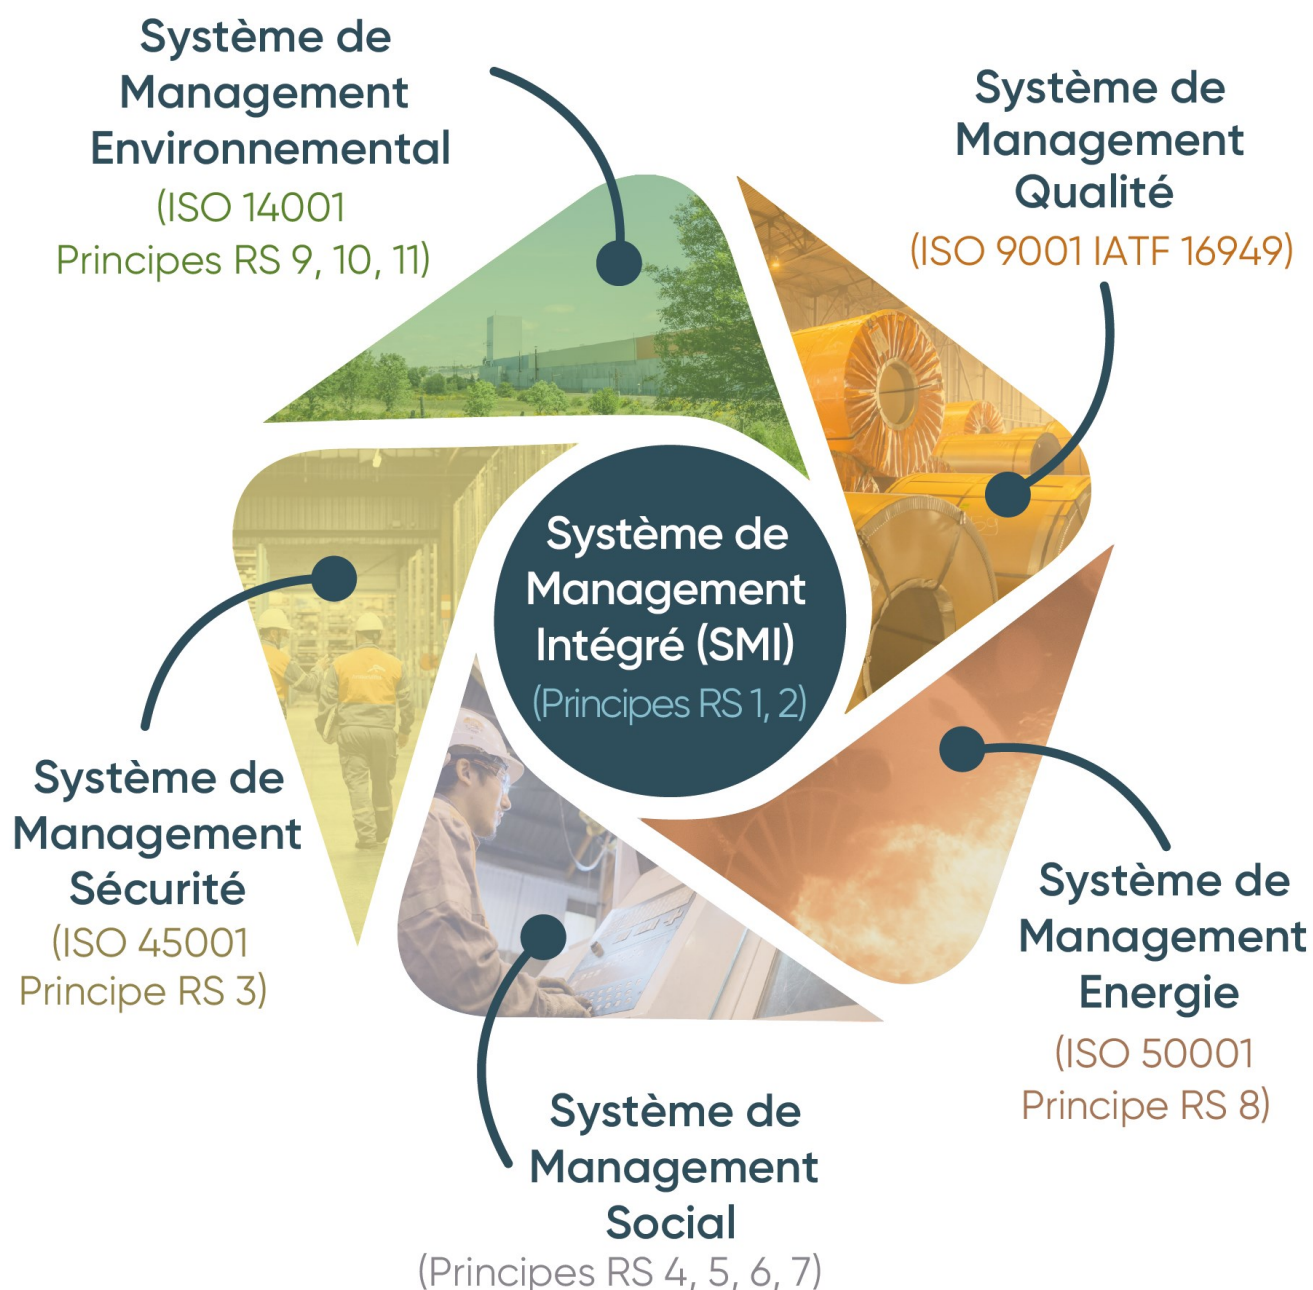 Système de
Management
Environnemental
(ISO 14001
Principes RS 9, 10, 11)
Système de
Management
Qualité
(ISO 9001 IATF 16949)
Système de
Management
Intégré (SMI)
(Principes RS 1, 2)
Système de
Management
Sécurité
(ISO 45001
Principe RS 3)
Système de
Management
Energie
(ISO 50001
Principe RS 8)
Système de
Management
Social
(Principes RS 4, 5, 6, 7)